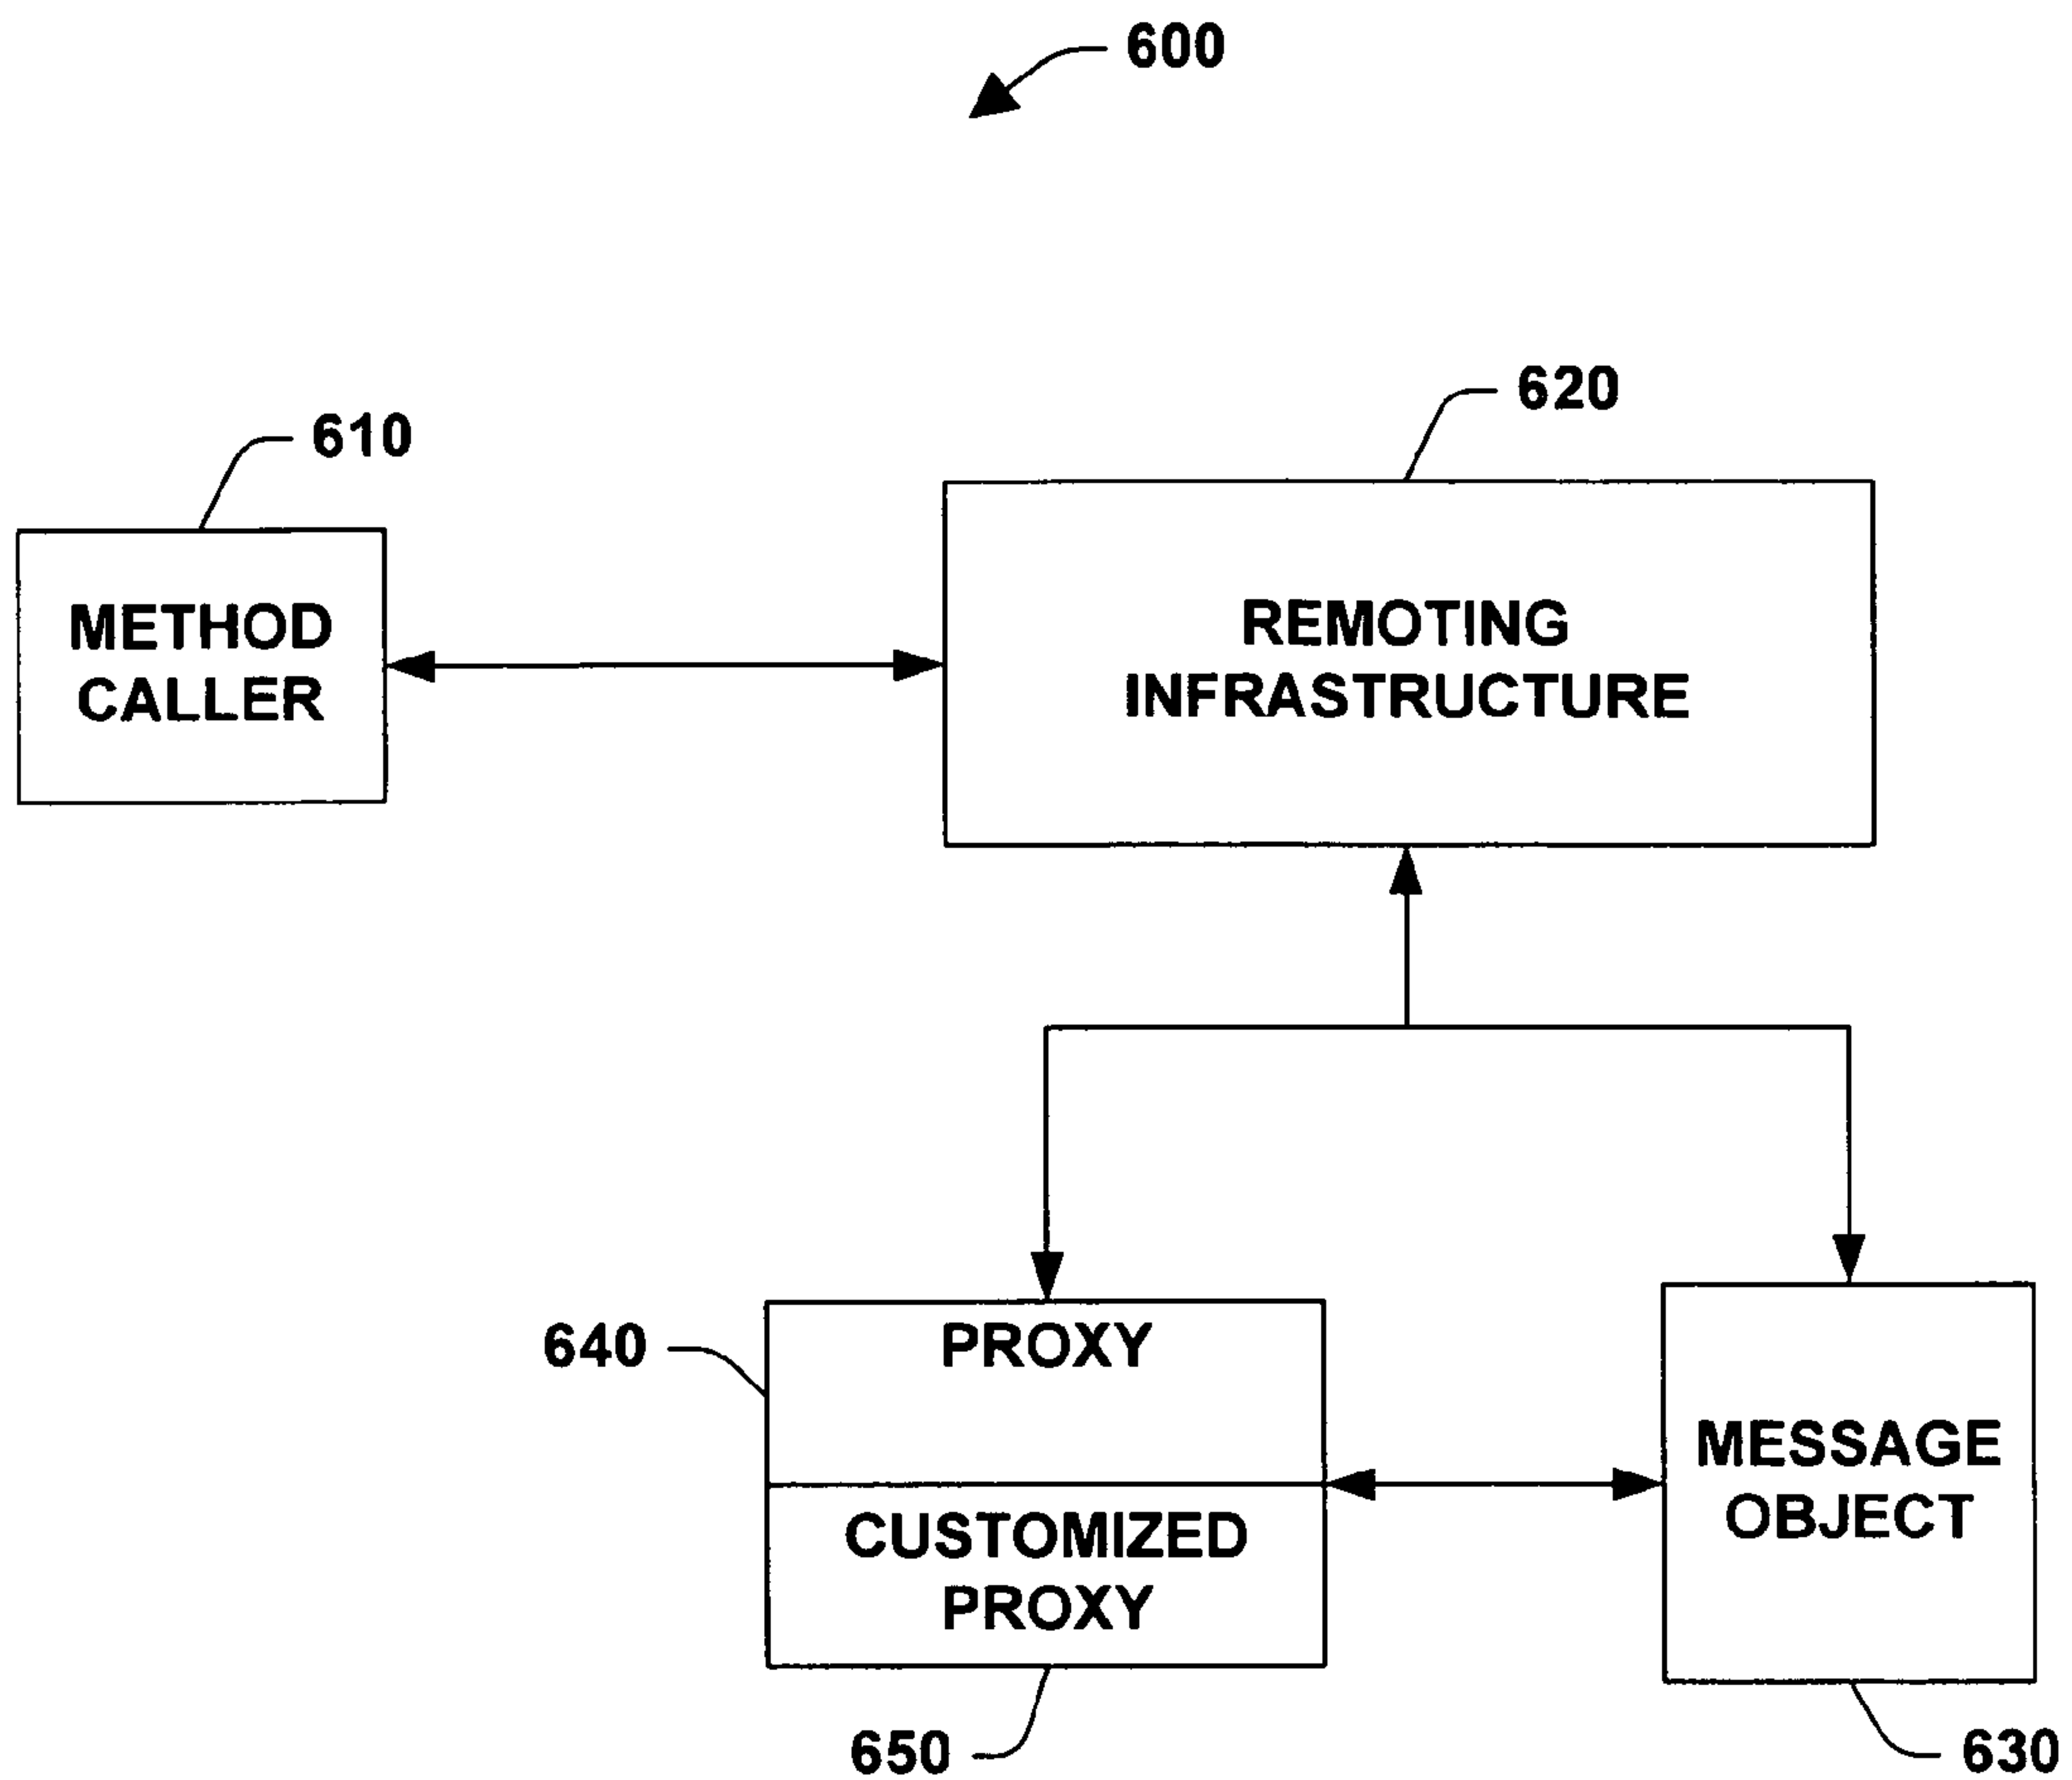 600
620
610
METHOD
CALLER
REMOTING
INFRASTRUCTURE
640
PROXY
CUSTOMIZED
PROXY
MESSAGE
OBJECT
650
630